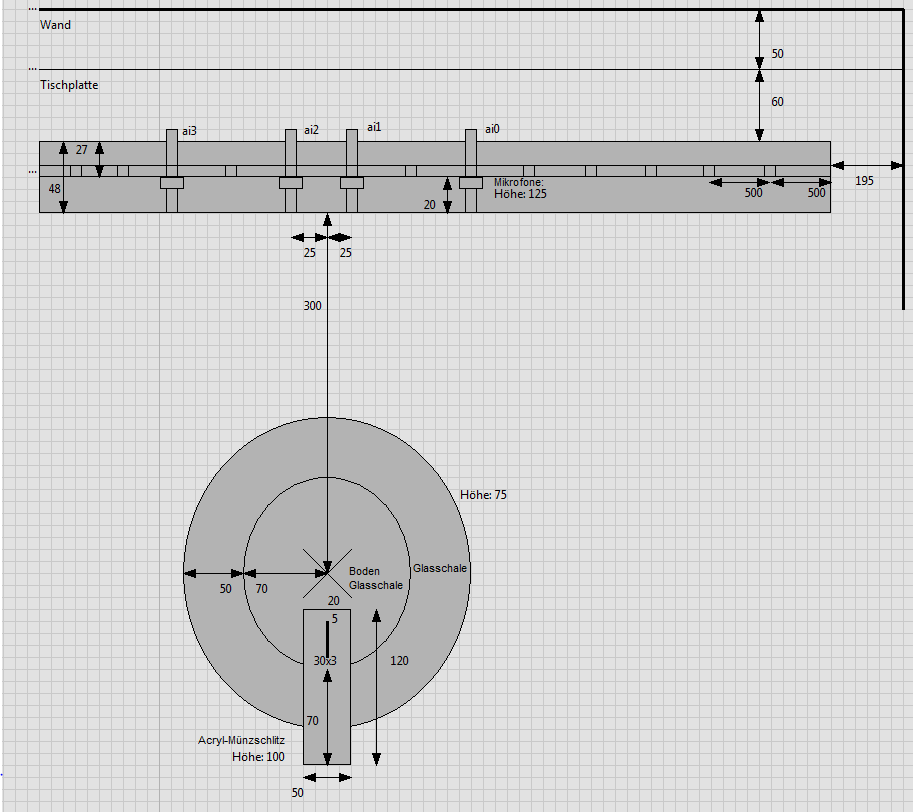 ...
Wand
50
...
Tischplatte
60
ai3
ai2
ai1
ai0
27
...
48
20
Mikrofone:
Höhe: 125
500
500
195
25
25
300
Höhe: 75
50
70
Boden
Glasschale
Glasschale
20
5
30x3
120
70
Acryl-Münzschlitz
Höhe: 100
50